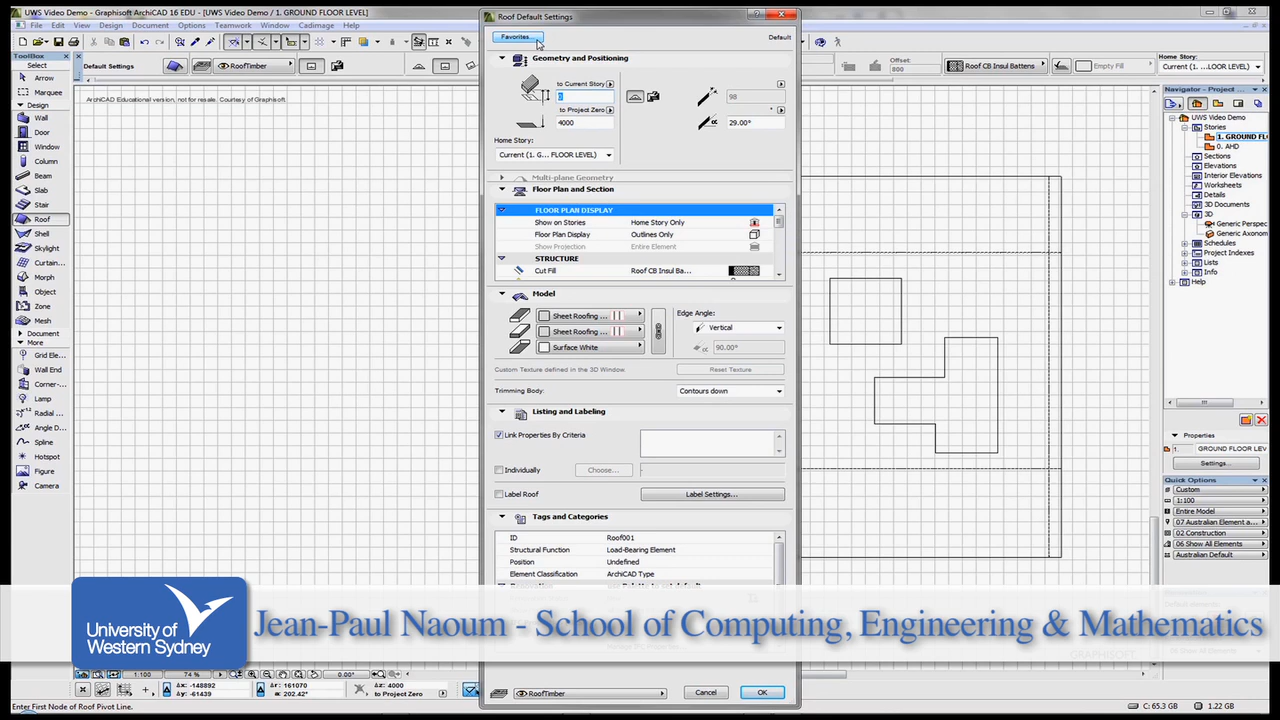 UWS Video Demo - Graphisoft ArchiCAD 16 EDU - [UWS Video Demo / 1. GROUND FLOOR LEVEL]
File Edit View Design Document Options Teamwork Window Cadimage Help
ToolBox
Select
Arrow
Marquee
Design
Wall
Door
Window
Column
Beam
Slab
Stair
Roof
Shell
Skylight
Curtain...
Morph
Object
Zone
Mesh
Document
More
Grid Ele...
Wall End
Corner-...
Lamp
Radial ...
Angle D...
Spline
Hotspot
Figure
Camera
Default Settings
RoofTimber
ArchiCAD Educational version, not for resale. Courtesy of Graphisoft.
Roof Default Settings
Favorites...
Default
Geometry and Positioning
to Current Story
0
to Project Zero
4000
98
29.00°
Home Story:
Current (1. G... FLOOR LEVEL)
Multi-plane Geometry
Floor Plan and Section
FLOOR PLAN DISPLAY
Show on Stories Home Story Only
Floor Plan Display Outlines Only
Show Projection Entire Element
STRUCTURE
Cut Fill Roof CB Insul Ba...
Model
Sheet Roofing ...
Sheet Roofing ...
Surface White
Edge Angle:
Vertical
90.00°
Custom Texture defined in the 3D Window.
Reset Texture
Trimming Body:
Contours down
Listing and Labeling
Link Properties By Criteria
Individually
Choose...
Label Roof
Label Settings...
Tags and Categories
ID Roof001
Structural Function Load-Bearing Element
Position Undefined
Element Classification ArchiCAD Type
RoofTimber
Cancel
OK
Offset:
800
Roof CB Insul Battens
Empty Fill
Home Story:
Current (1. ...LOOR LEVEL)
Navigator - Project ...
UWS Video Demo
Stories
1. GROUND FL
0. AHD
Sections
Elevations
Interior Elevations
Worksheets
Details
3D Documents
3D
Generic Perspec
Generic Axonom
Schedules
Project Indexes
Lists
Info
Help
Properties
1. GROUND FLOOR LEV
Settings...
Quick Options
Custom
1:100
Entire Model
07 Australian Element a...
02 Construction
06 Show All Elements
Australian Default
University of
Western Sydney
Jean-Paul Naoum - School of Computing, Engineering & Mathematics
GRAPHISOFT
1:100
74 %
0.00°
Δx: -148892
Δy: -61439
Δr: 161070
α: 202.42°
Δz: 4000
to Project Zero
Enter First Node of Roof Pivot Line.
C: 65.3 GB
1.22 GB